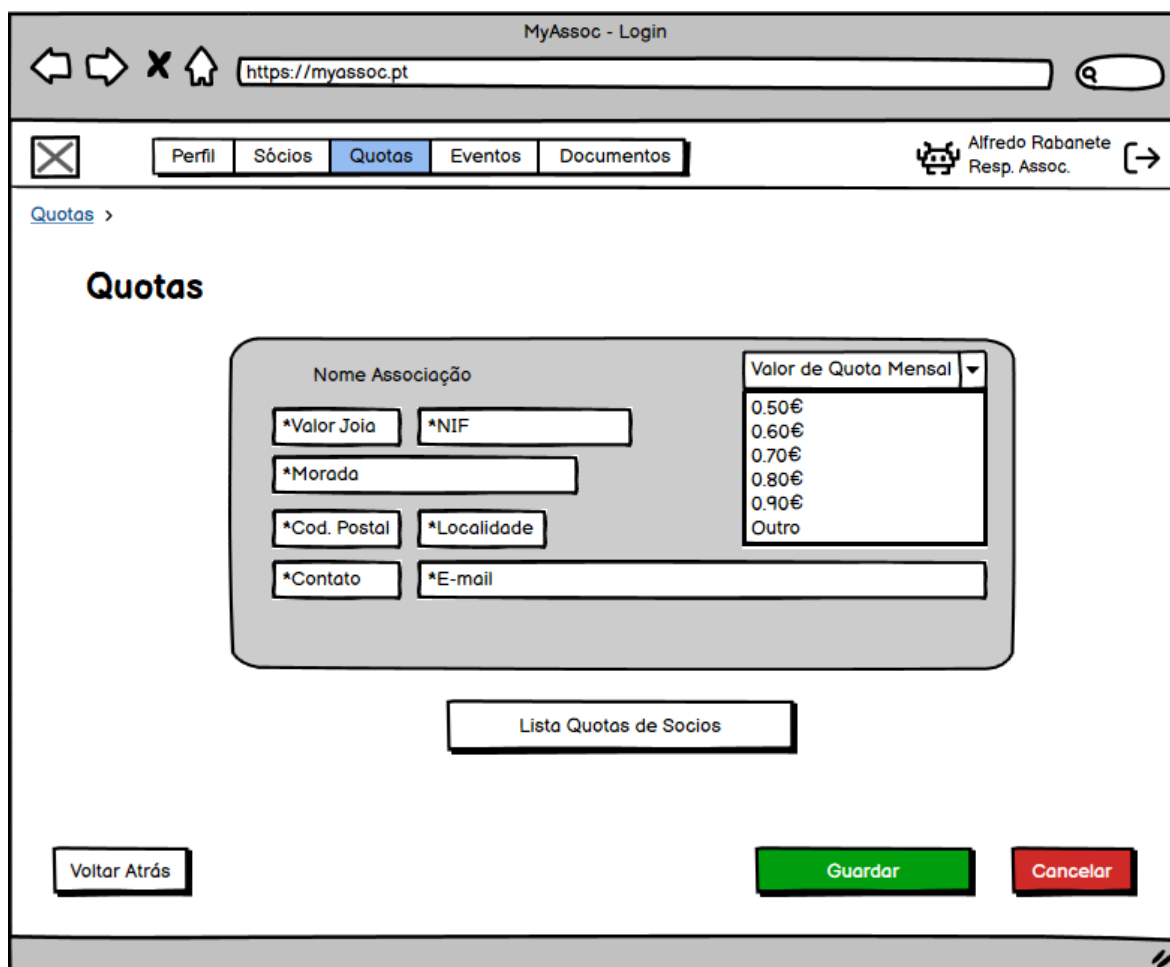 MyAssoc - Login
https://myassoc.pt
Perfil Sócios Quotas Eventos Documentos
Alfredo Rabanete
Resp. Assoc.
Quotas >
Quotas
Nome Associação
Valor de Quota Mensal
*Valor Joia *NIF
*Morada
*Cod. Postal *Localidade
*Contato *E-mail
0.50€
0.60€
0.70€
0.80€
0.90€
Outro
Lista Quotas de Socios
Voltar Atrás Guardar Cancelar